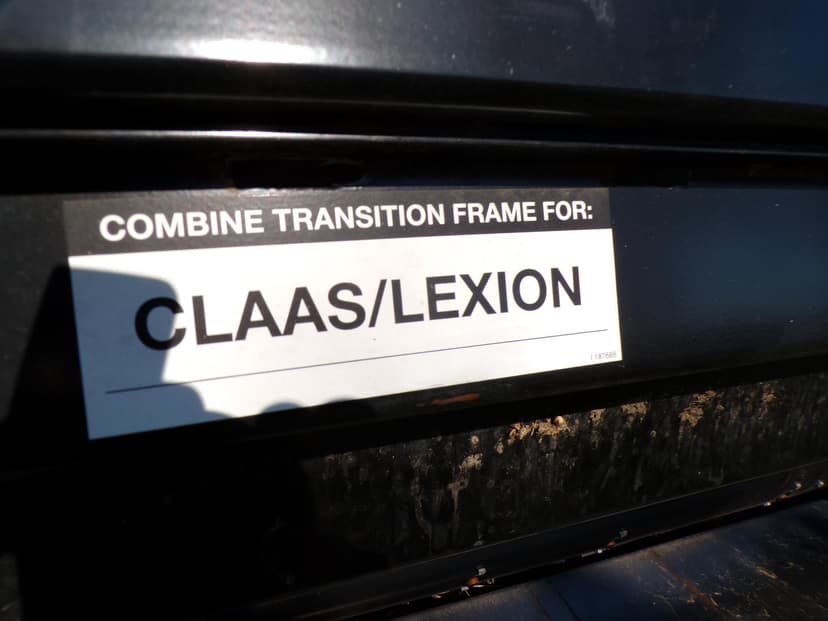 COMBINE TRANSITION FRAME FOR:
CLAAS/LEXION